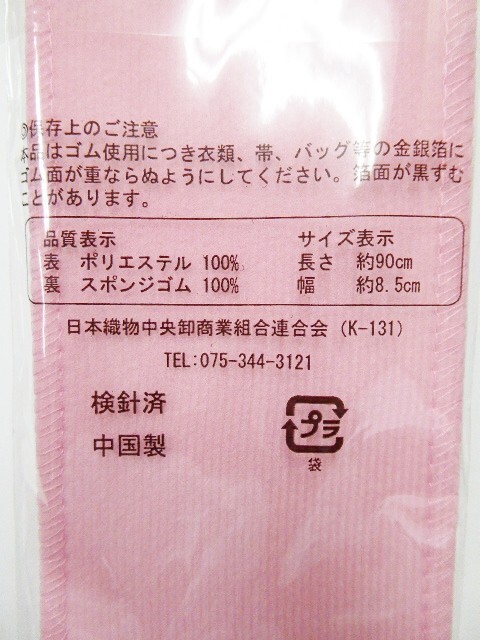 ◎保存上のご注意
本品はゴム使用につき衣類、帯、バッグ等の金銀箔に
ゴム面が重ならぬようにしてください。箔面が黒ずむ
ことがあります。
品質表示 サイズ表示
表 ポリエステル 100% 長さ 約90cm
裏 スポンジゴム 100% 幅 約8.5cm
日本織物中央卸商業組合連合会 (K-131)
TEL:075-344-3121
検針済
中国製
プラ
袋